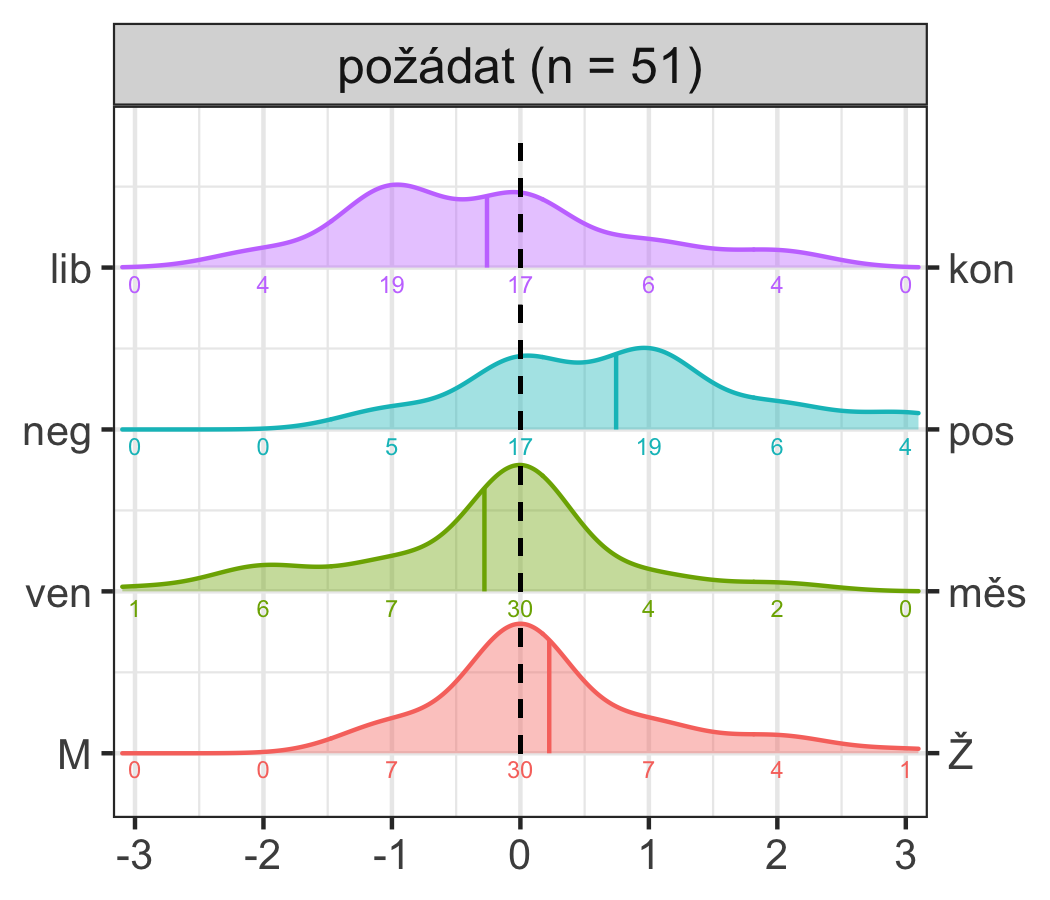 požádat (n = 51)
lib kon
0 4 19 17 6 4 0
neg pos
0 0 5 17 19 6 4
ven měs
1 6 7 30 4 2 0
M Ž
0 0 7 30 7 4 1
-3 -2 -1 0 1 2 3